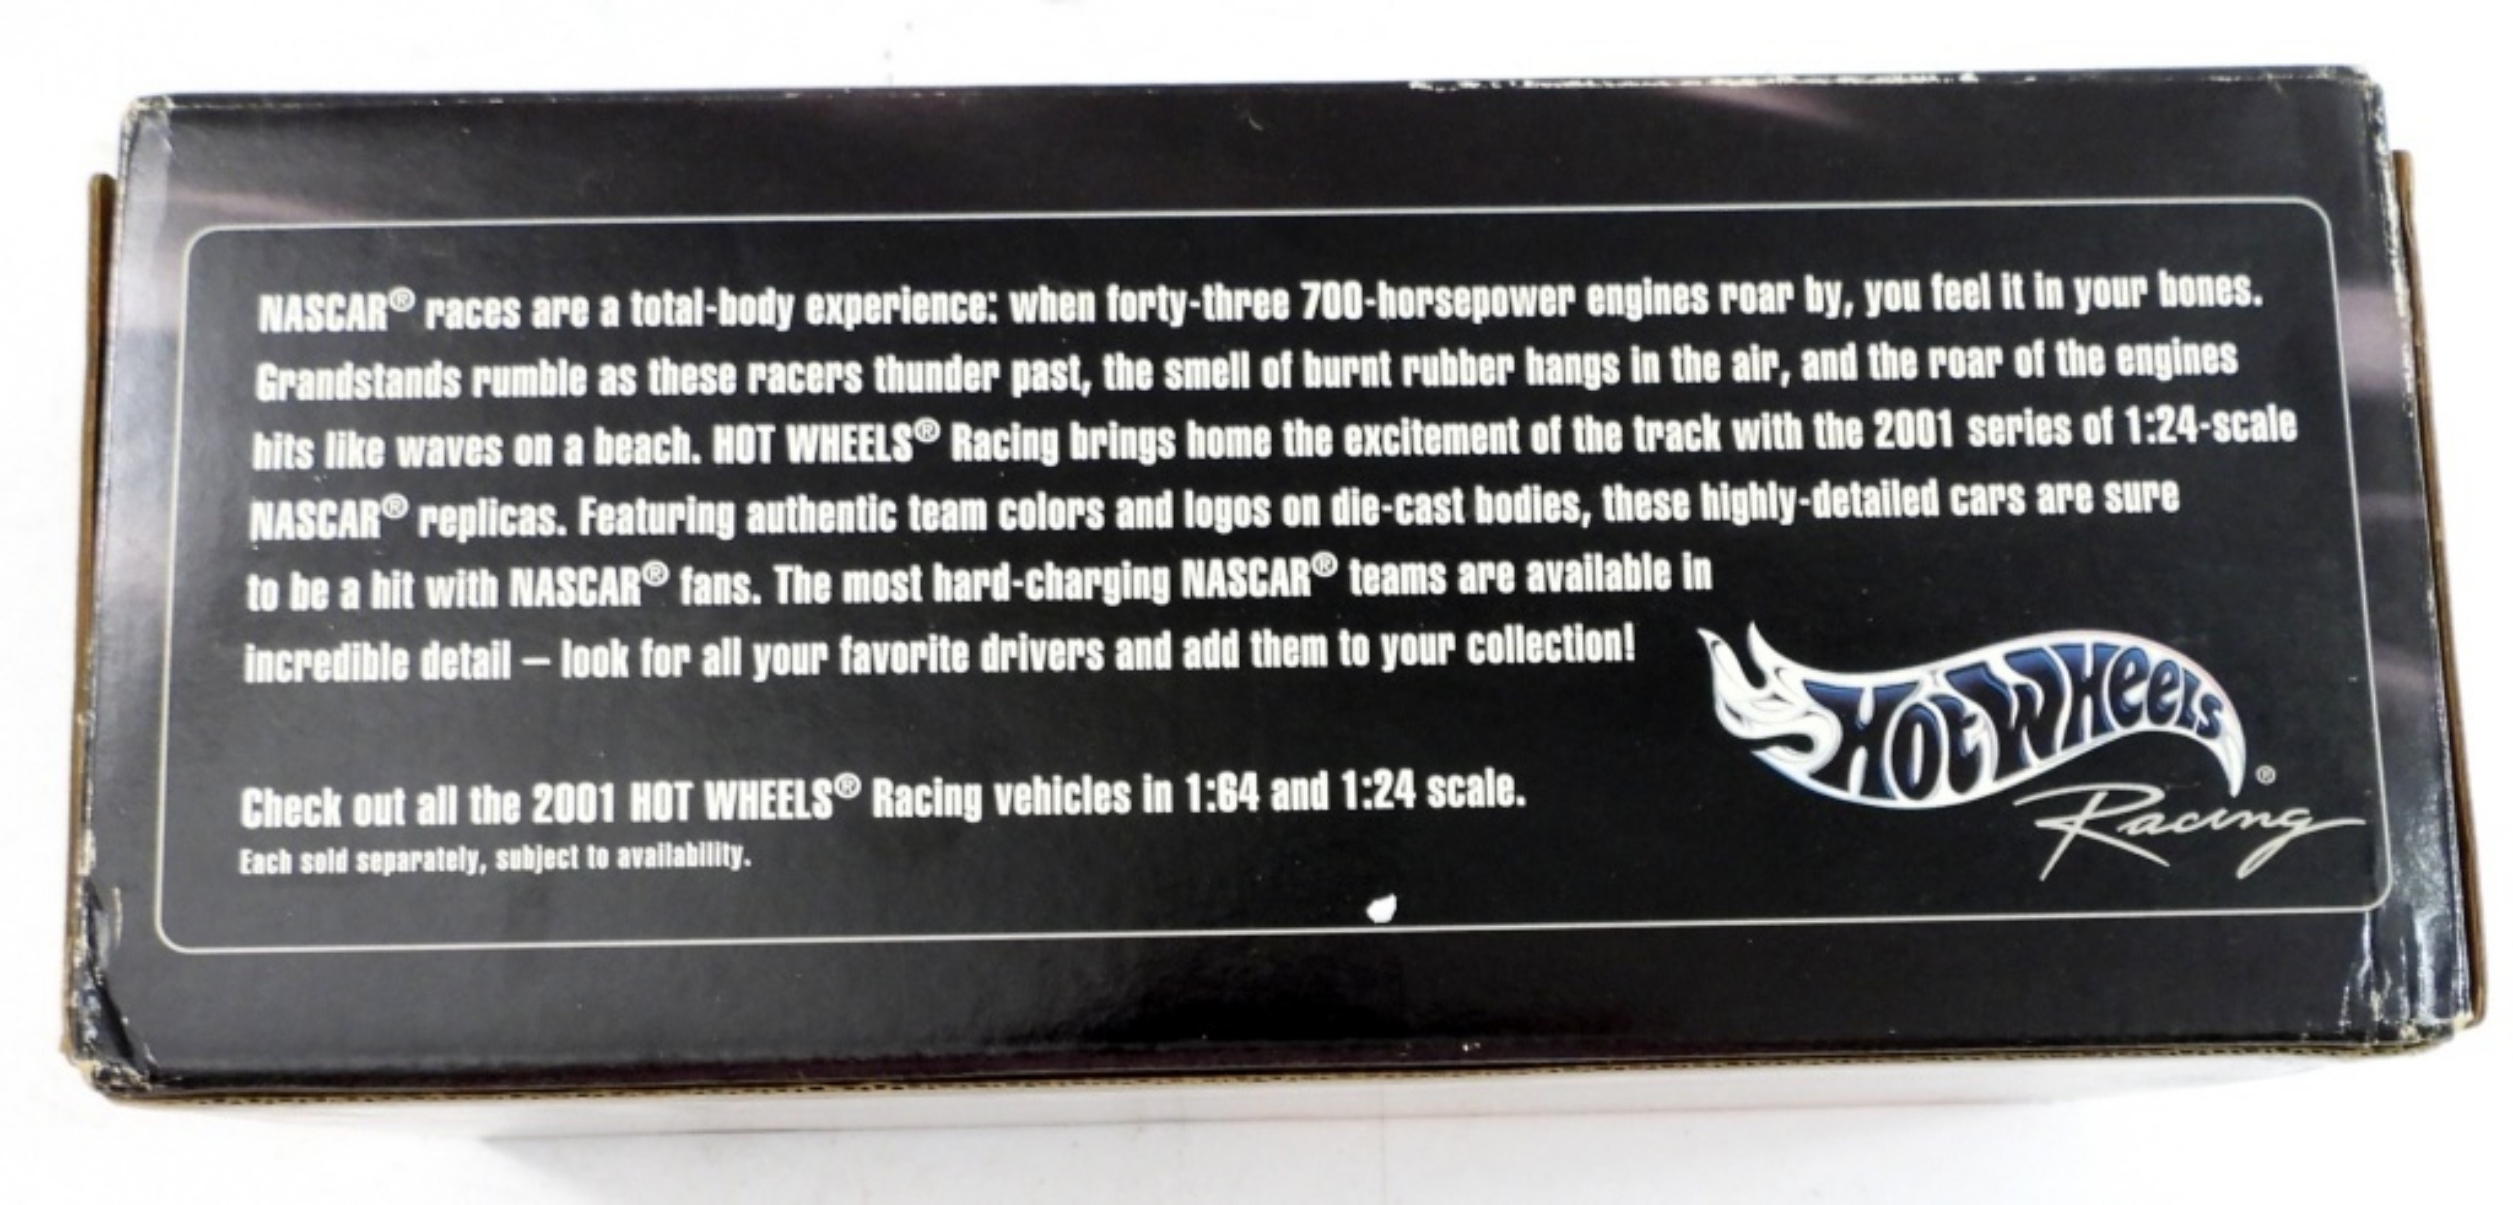 NASCAR® races are a total-body experience: when forty-three 700-horsepower engines roar by, you feel it in your bones.
Grandstands rumble as these racers thunder past, the smell of burnt rubber hangs in the air, and the roar of the engines
hits like waves on a beach. HOT WHEELS® Racing brings home the excitement of the track with the 2001 series of 1:24-scale
NASCAR® replicas. Featuring authentic team colors and logos on die-cast bodies, these highly-detailed cars are sure
to be a hit with NASCAR® fans. The most hard-charging NASCAR® teams are available in
incredible detail – look for all your favorite drivers and add them to your collection!
Check out all the 2001 HOT WHEELS® Racing vehicles in 1:64 and 1:24 scale.
Each sold separately, subject to availability.
Hot Wheels®
Racing